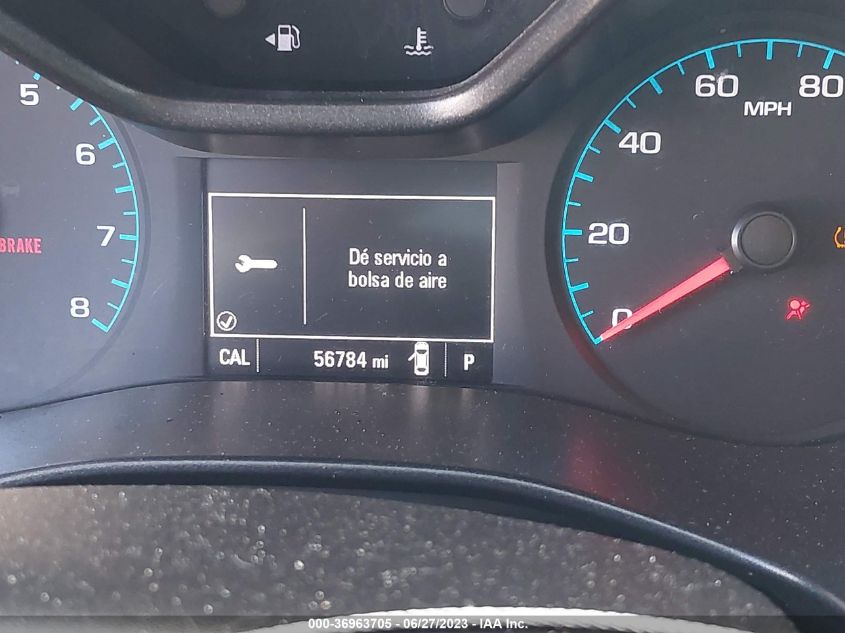 5
6
7
8
BRAKE
Dé servicio a
bolsa de aire
CAL 56784 mi P
0
20
40
60
80
MPH
000-36963705 - 06/27/2023 - IAA Inc.